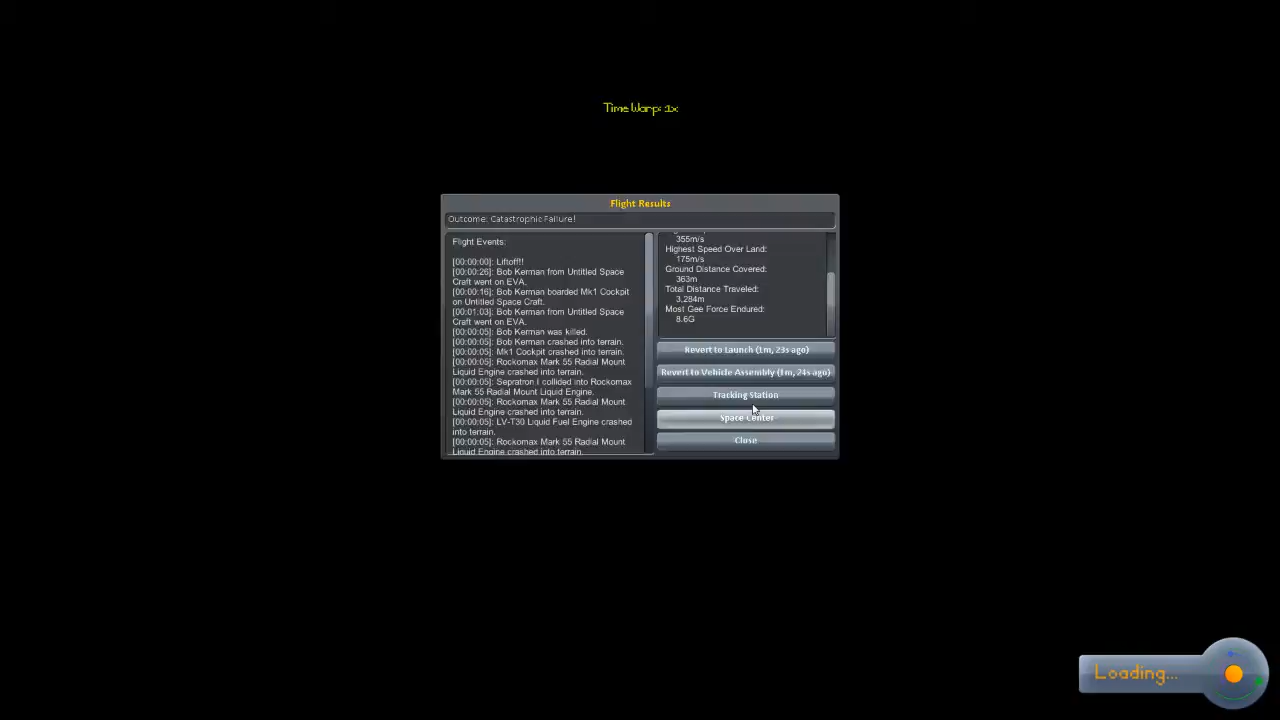 Time Warp: 1x
Flight Results
Outcome: Catastrophic Failure!
Flight Events:
[00:00:00]: Liftoff!!
[00:00:26]: Bob Kerman from Untitled Space
Craft went on EVA.
[00:00:16]: Bob Kerman boarded Mk1 Cockpit
on Untitled Space Craft.
[00:01:03]: Bob Kerman from Untitled Space
Craft went on EVA.
[00:00:05]: Bob Kerman was killed.
[00:00:05]: Bob Kerman crashed into terrain.
[00:00:05]: Mk1 Cockpit crashed into terrain.
[00:00:05]: Rockomax Mark 55 Radial Mount
Liquid Engine crashed into terrain.
[00:00:05]: Sepratron I collided into Rockomax
Mark 55 Radial Mount Liquid Engine.
[00:00:05]: Rockomax Mark 55 Radial Mount
Liquid Engine crashed into terrain.
[00:00:05]: LV-T30 Liquid Fuel Engine crashed
into terrain.
[00:00:05]: Rockomax Mark 55 Radial Mount
Liquid Engine crashed into terrain.
355m/s
Highest Speed Over Land:
175m/s
Ground Distance Covered:
363m
Total Distance Traveled:
3,284m
Most Gee Force Endured:
8.6G
Revert to Launch (1m, 23s ago)
Revert to Vehicle Assembly (1m, 24s ago)
Tracking Station
Space Center
Close
Loading...